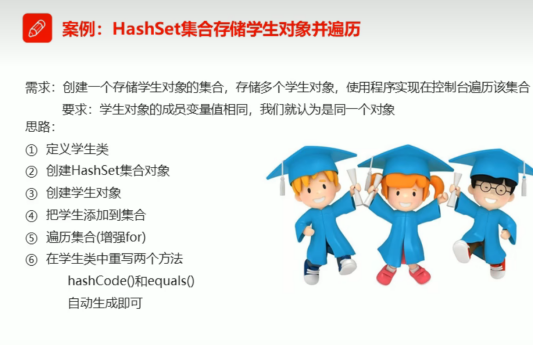 案例：HashSet集合存储学生对象并遍历
需求：创建一个存储学生对象的集合，存储多个学生对象，使用程序实现在控制台遍历该集合
要求：学生对象的成员变量值相同，我们就认为是同一个对象
思路：
① 定义学生类
② 创建HashSet集合对象
③ 创建学生对象
④ 把学生添加到集合
⑤ 遍历集合(增强for)
⑥ 在学生类中重写两个方法
hashCode()和equals()
自动生成即可